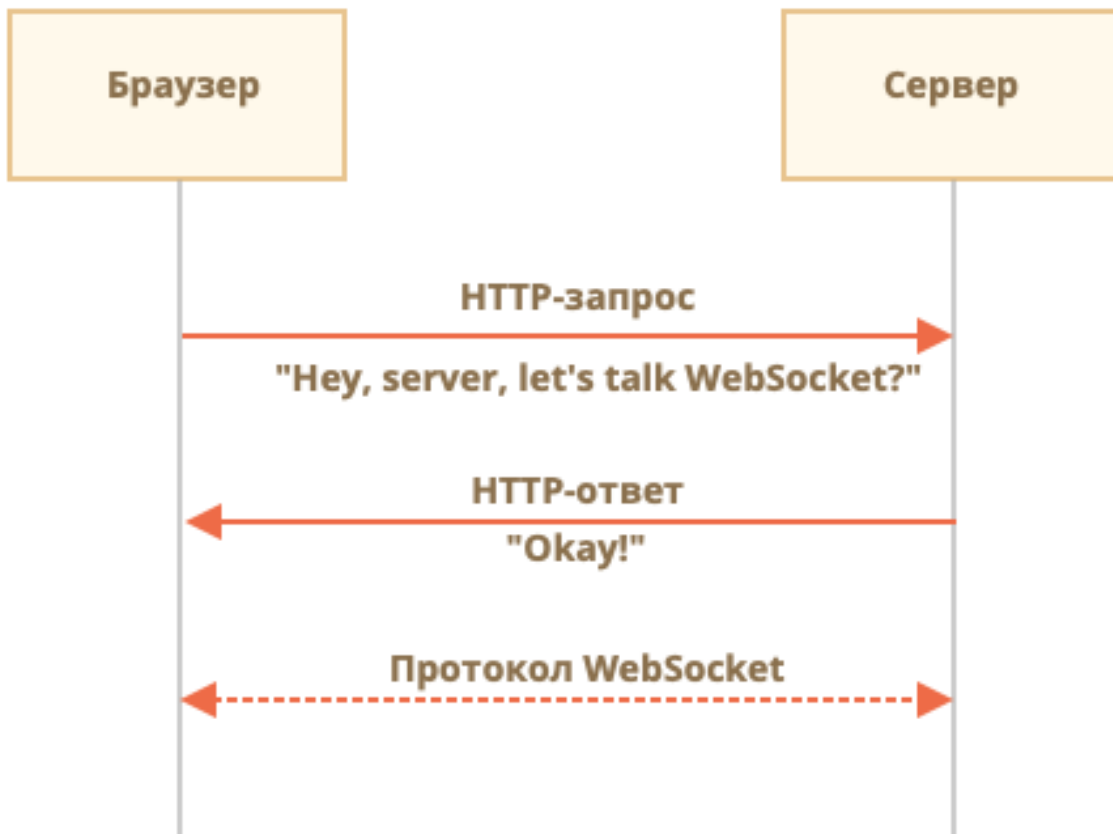 Браузер
Сервер
HTTP-запрос
"Hey, server, let's talk WebSocket?"
HTTP-ответ
"Okay!"
Протокол WebSocket